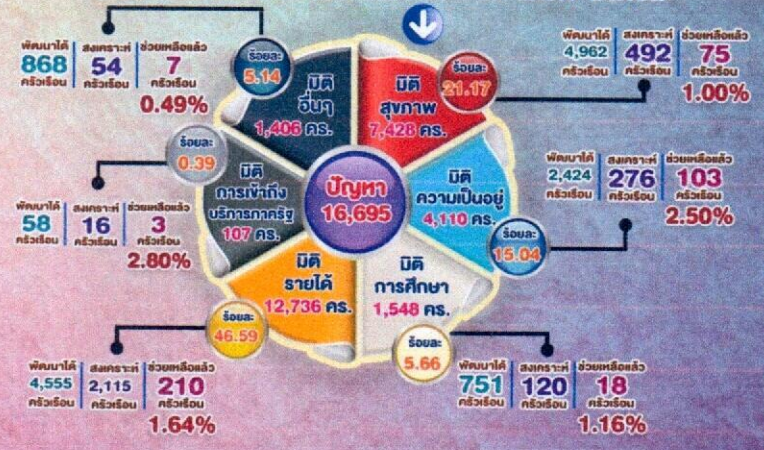 พัฒนาได้ สงเคราะห์ ช่วยเหลือแล้ว
868 54 7
ครัวเรือน ครัวเรือน ครัวเรือน
0.49%
ร้อยละ
5.14
มิติ
อื่นๆ
1,406 คร.
มิติ
สุขภาพ
7,428 คร.
ร้อยละ
21.17
พัฒนาได้ สงเคราะห์ ช่วยเหลือแล้ว
4,962 492 75
ครัวเรือน ครัวเรือน ครัวเรือน
1.00%
ร้อยละ
0.39
มิติ
การเข้าถึง
บริการภาครัฐ
107 คร.
ปัญหา
16,695
มิติ
ความเป็นอยู่
4,110 คร.
ร้อยละ
15.04
พัฒนาได้ สงเคราะห์ ช่วยเหลือแล้ว
2,424 276 103
ครัวเรือน ครัวเรือน ครัวเรือน
2.50%
พัฒนาได้ สงเคราะห์ ช่วยเหลือแล้ว
58 16 3
ครัวเรือน ครัวเรือน ครัวเรือน
2.80%
มิติ
รายได้
12,736 คร.
ร้อยละ
46.59
มิติ
การศึกษา
1,548 คร.
ร้อยละ
5.66
พัฒนาได้ สงเคราะห์ ช่วยเหลือแล้ว
4,555 2,115 210
ครัวเรือน ครัวเรือน ครัวเรือน
1.64%
พัฒนาได้ สงเคราะห์ ช่วยเหลือแล้ว
751 120 18
ครัวเรือน ครัวเรือน ครัวเรือน
1.16%